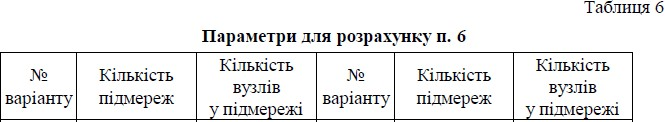 Таблиця 6
Параметри для розрахунку п. 6
№ варіанту
Кількість підмереж
Кількість вузлів у підмережі
№ варіанту
Кількість підмереж
Кількість вузлів у підмережі